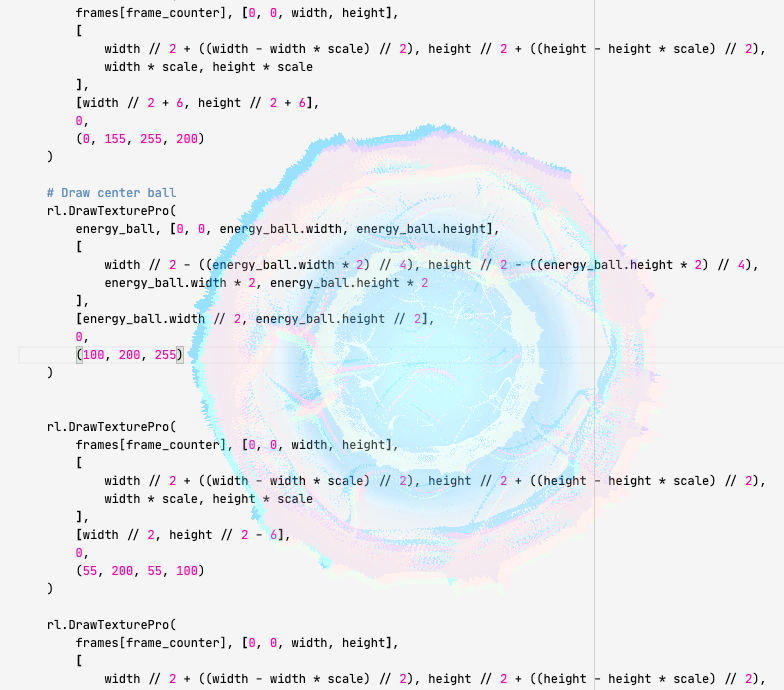 frames[frame_counter], [0, 0, width, height],
[
width // 2 + ((width - width * scale) // 2), height // 2 + ((height - height * scale) // 2),
width * scale, height * scale
],
[width // 2 + 6, height // 2 + 6],
0,
(0, 155, 255, 200)
)
# Draw center ball
rl.DrawTexturePro(
energy_ball, [0, 0, energy_ball.width, energy_ball.height],
[
width // 2 - ((energy_ball.width * 2) // 4), height // 2 - ((energy_ball.height * 2) // 4),
energy_ball.width * 2, energy_ball.height * 2
],
[energy_ball.width // 2, energy_ball.height // 2],
0,
(100, 200, 255)
)
rl.DrawTexturePro(
frames[frame_counter], [0, 0, width, height],
[
width // 2 + ((width - width * scale) // 2), height // 2 + ((height - height * scale) // 2),
width * scale, height * scale
],
[width // 2, height // 2 - 6],
0,
(55, 200, 55, 100)
)
rl.DrawTexturePro(
frames[frame_counter], [0, 0, width, height],
[
width // 2 + ((width - width * scale) // 2), height // 2 + ((height - height * scale) // 2),